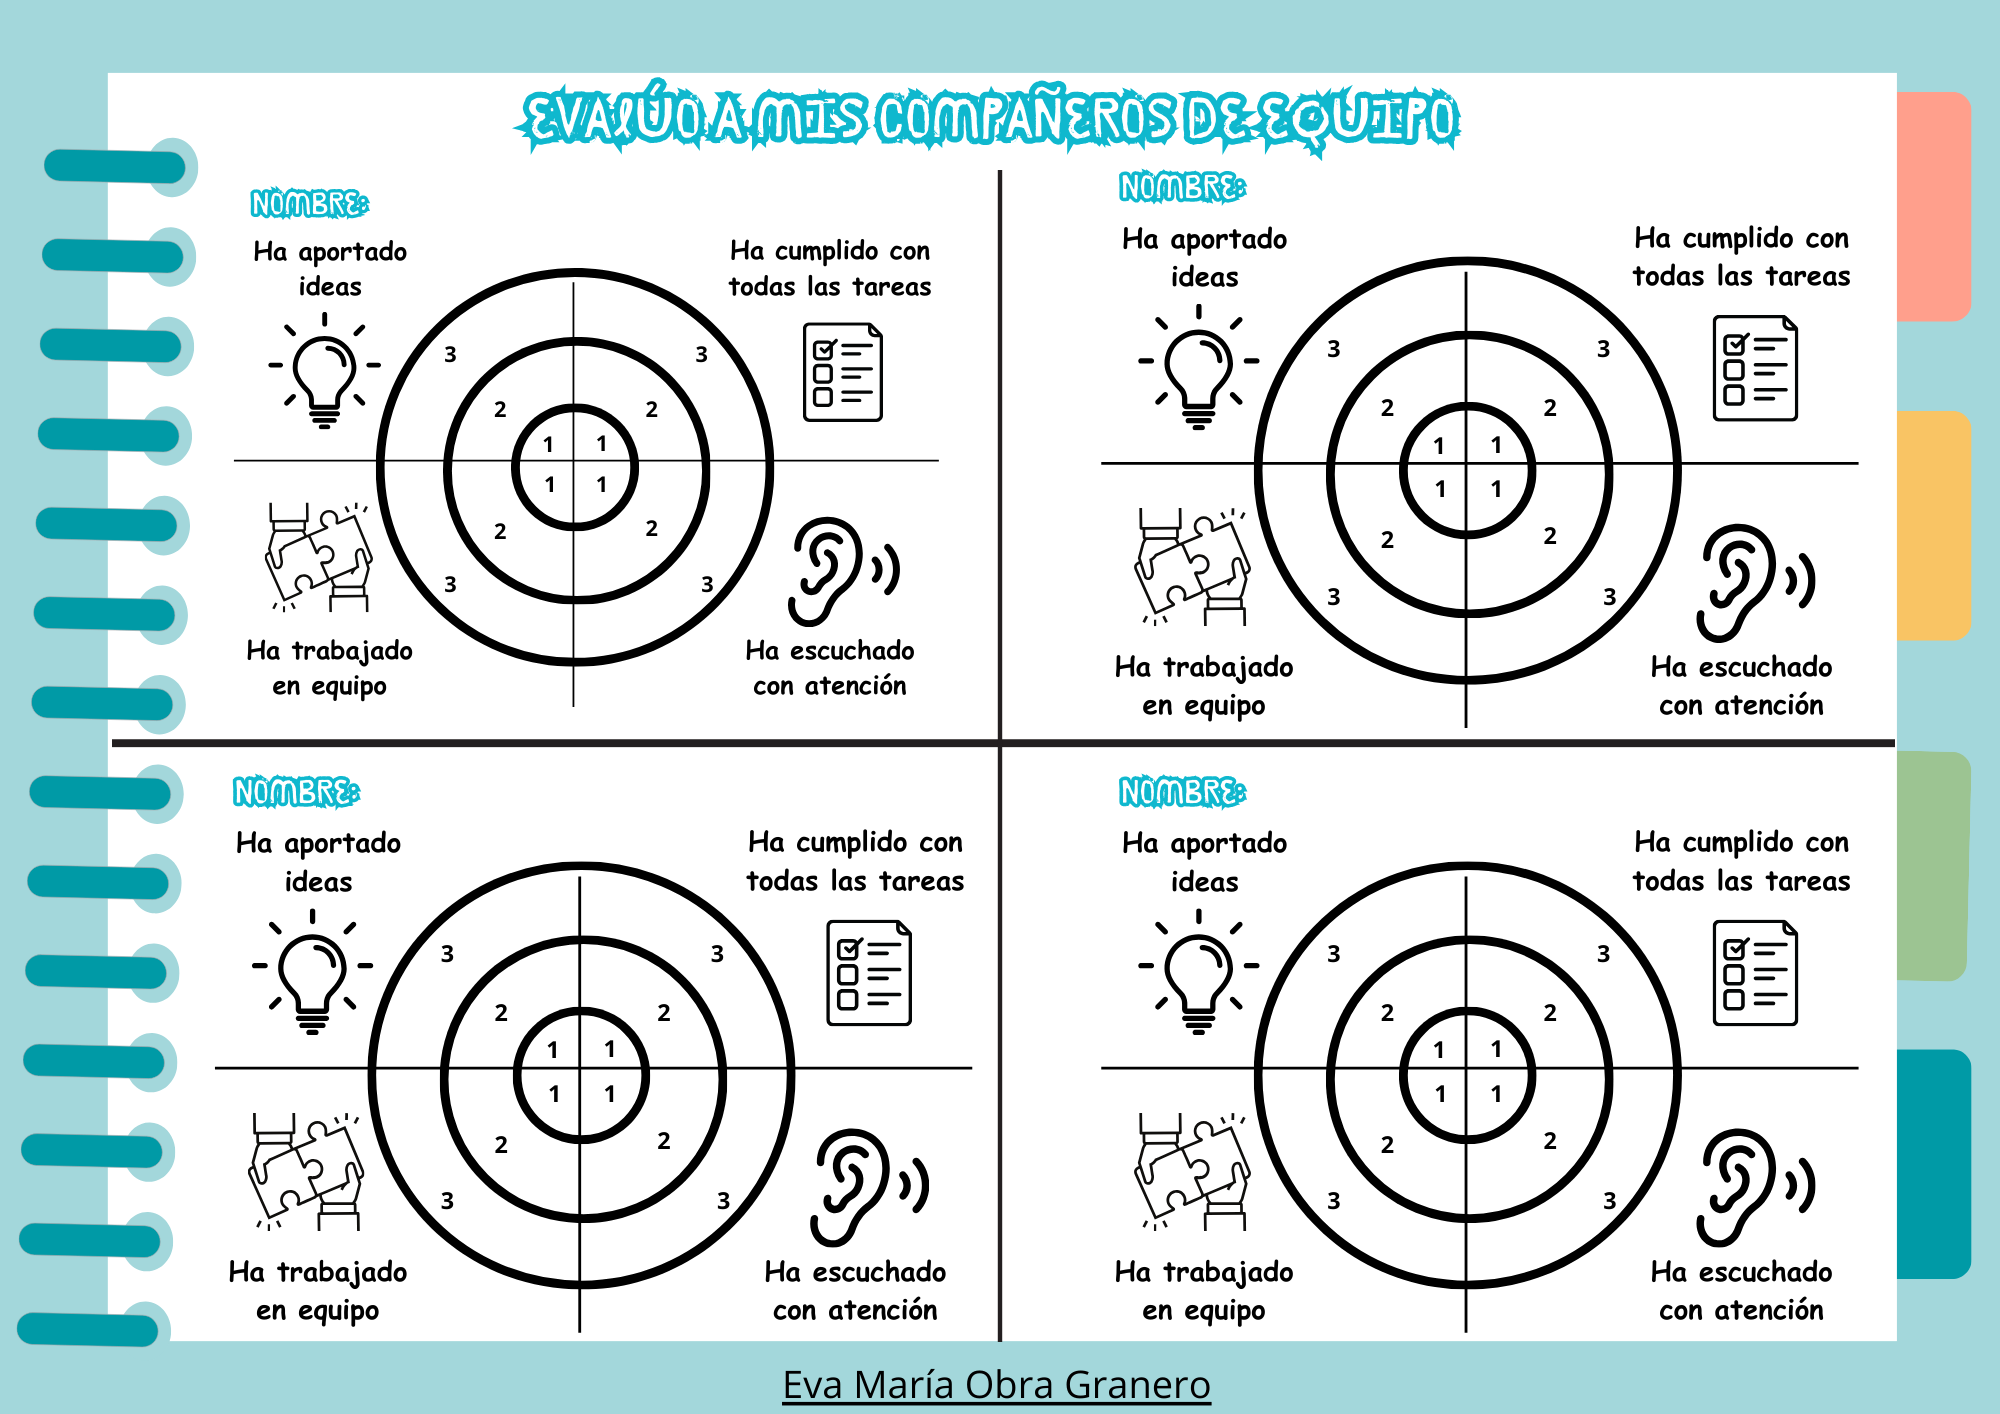 EVALÚO A MIS COMPAÑEROS DE EQUIPO
NOMBRE:
Ha aportado
ideas
Ha cumplido con
todas las tareas
3 3
2 2
1 1
1 1
2 2
3 3
Ha trabajado
en equipo
Ha escuchado
con atención
NOMBRE:
Ha aportado
ideas
Ha cumplido con
todas las tareas
3 3
2 2
1 1
1 1
2 2
3 3
Ha trabajado
en equipo
Ha escuchado
con atención
NOMBRE:
Ha aportado
ideas
Ha cumplido con
todas las tareas
3 3
2 2
1 1
1 1
2 2
3 3
Ha trabajado
en equipo
Ha escuchado
con atención
NOMBRE:
Ha aportado
ideas
Ha cumplido con
todas las tareas
3 3
2 2
1 1
1 1
2 2
3 3
Ha trabajado
en equipo
Ha escuchado
con atención
Eva María Obra Granero